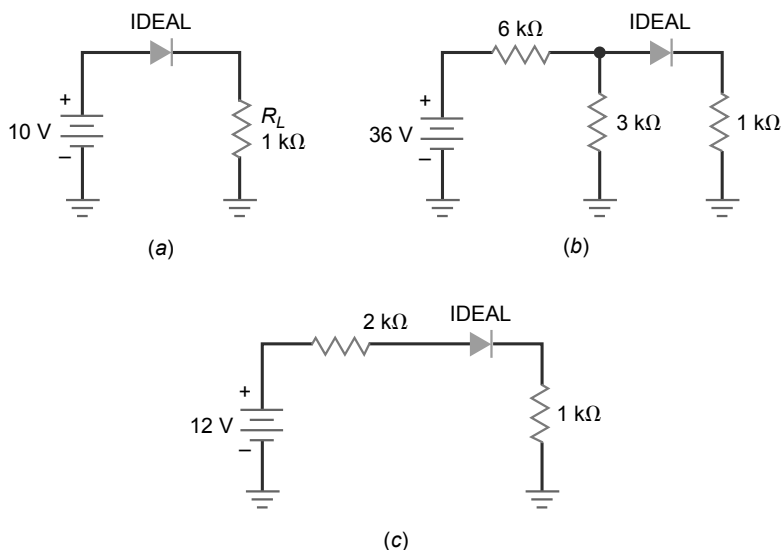 IDEAL
+
10 V
–
R_L
1 kΩ
(a)
6 kΩ
IDEAL
+
36 V
–
3 kΩ
1 kΩ
(b)
2 kΩ
IDEAL
+
12 V
–
1 kΩ
(c)